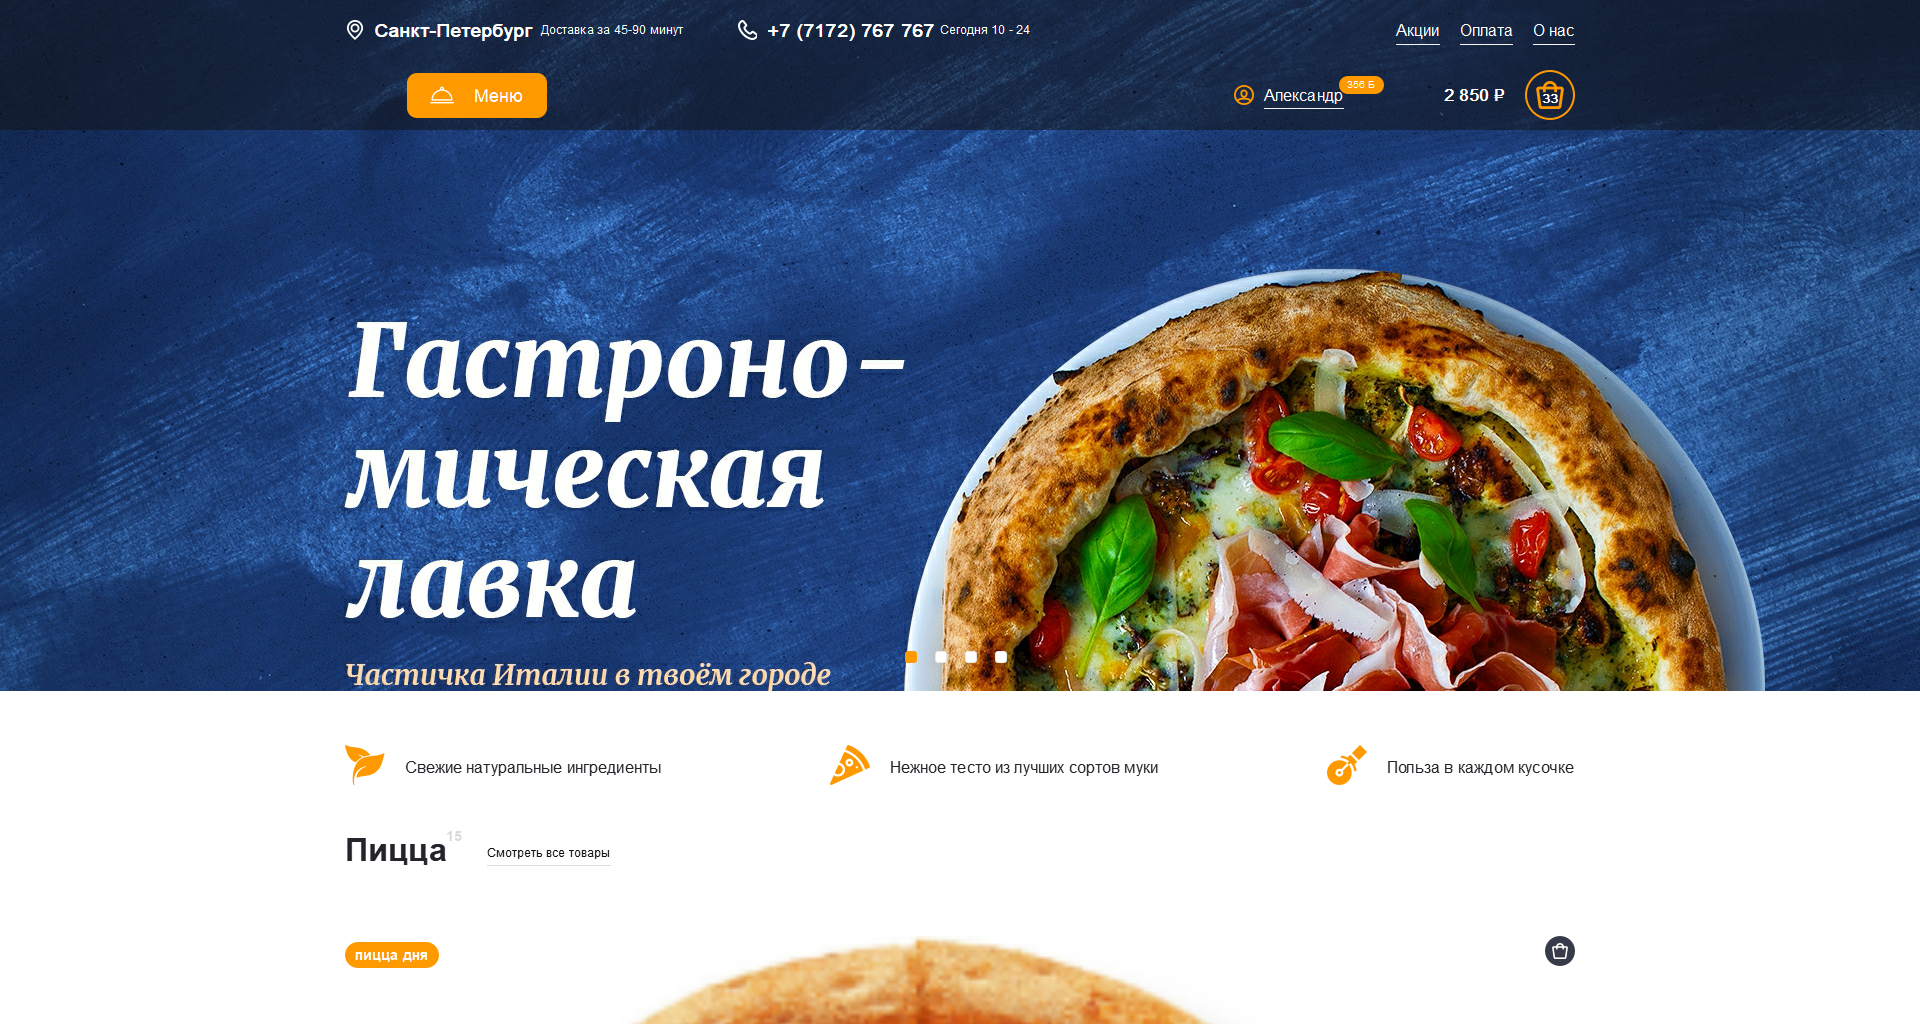 Санкт-Петербург Доставка за 45-90 минут +7 (7172) 767 767 Сегодня 10 - 24 Акции Оплата О нас
Меню Александр 356 Б 2 850 ₽ 33
Гастроно–
мическая
лавка
Частичка Италии в твоём городе
Свежие натуральные ингредиенты Нежное тесто из лучших сортов муки Польза в каждом кусочке
Пицца 15 Смотреть все товары
пицца дня